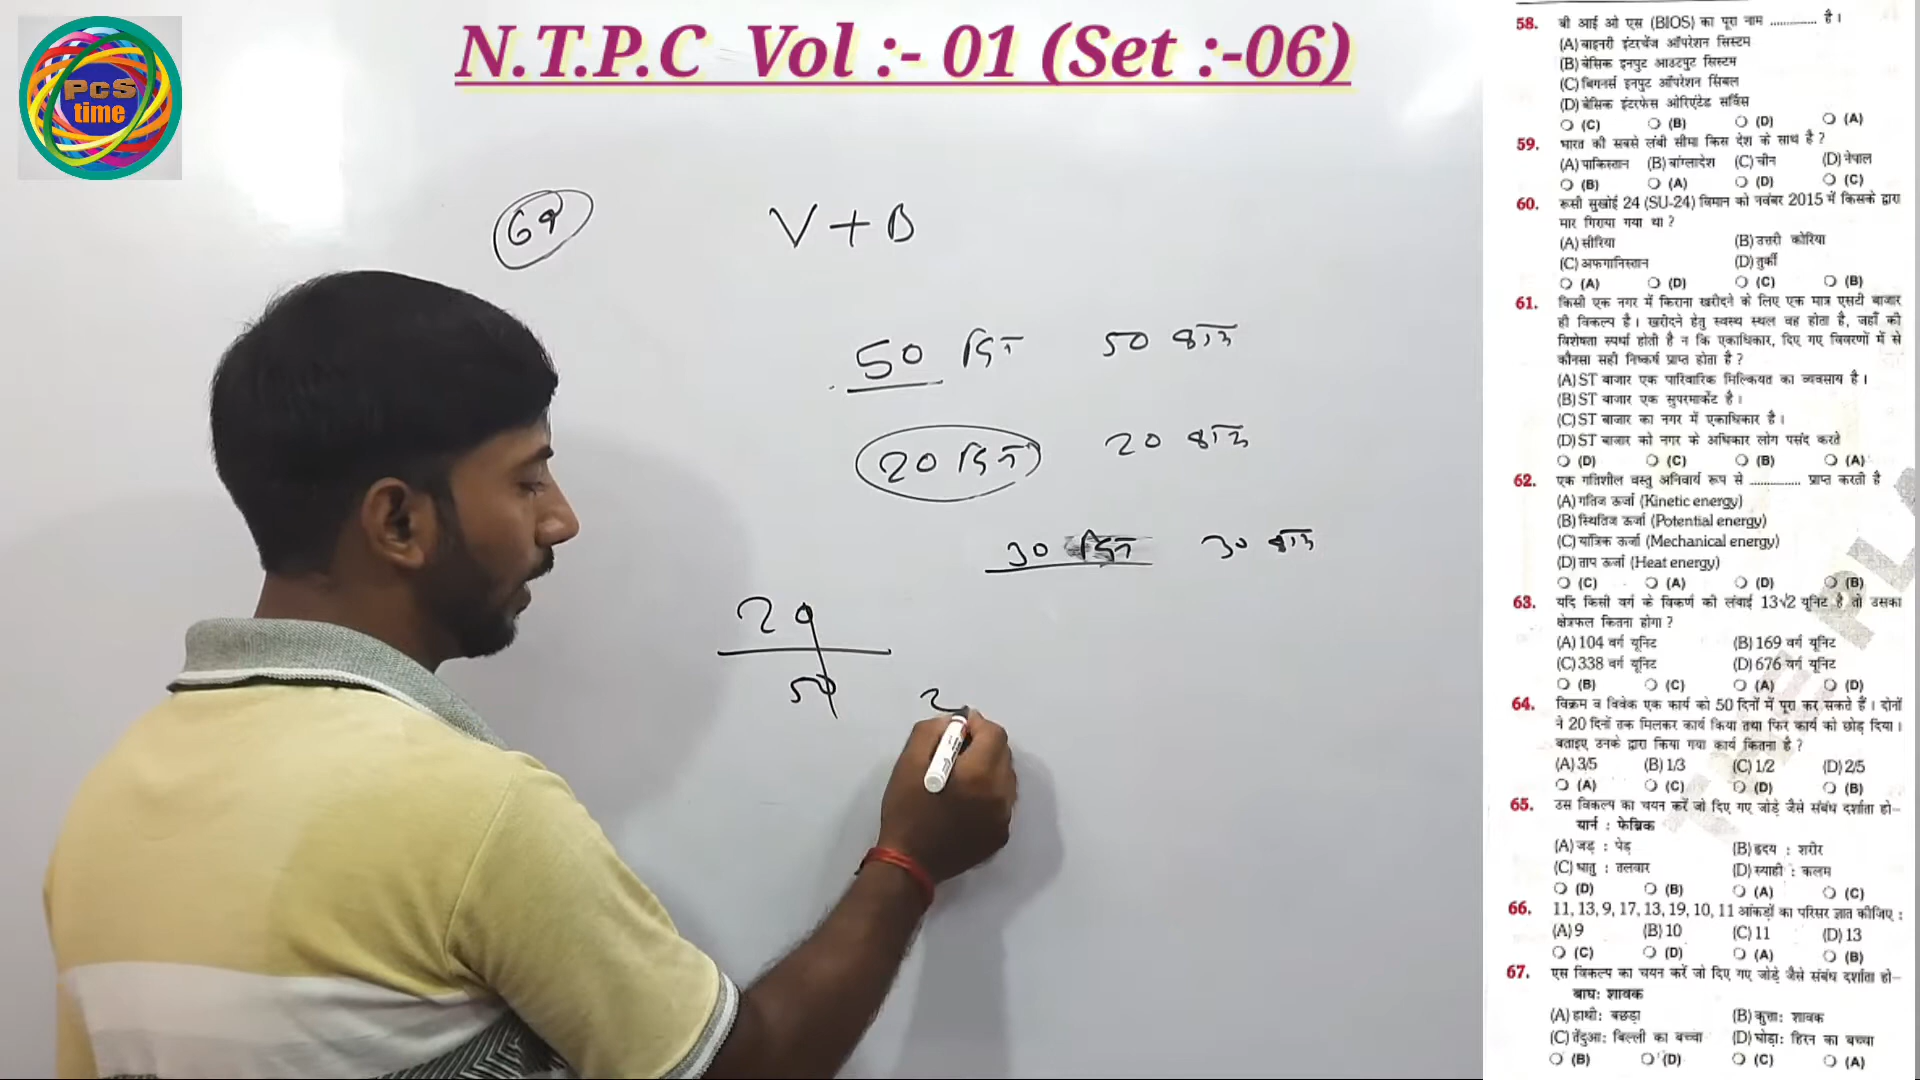 PcS
time
N.T.P.C Vol :- 01 (Set :-06)
V + B
50 दिन 50 भाग
20 दिन 20 भाग
30 दिन 30 भाग
20
50
2
58. बी आई ओ एस (BIOS) का पूरा नाम .............. है।
(A) बाइनरी इंटरचेंज ऑपरेशन सिस्टम
(B) बेसिक इनपुट आउटपुट सिस्टम
(C) बिगनर्स इनपुट ऑपरेशन सिंबल
(D) बेसिक इंटरफेस ओरिएंटेड सर्विस
(C) (B) (D) (A)
59. भारत की सबसे लंबी सीमा किस देश के साथ है ?
(A) पाकिस्तान (B) बांग्लादेश (C) चीन (D) नेपाल
(B) (A) (D) (C)
60. रूसी सुखोई 24 (SU-24) विमान को नवंबर 2015 में किसके द्वारा
मार गिराया गया था ?
(A) सीरिया (B) उत्तरी कोरिया
(C) अफगानिस्तान (D) तुर्की
(A) (D) (C) (B)
61. किसी एक नगर में किराना खरीदने के लिए एक मात्र एसटी बाजार
ही विकल्प है। खरीदने हेतु स्वस्थ स्थल वह होता है, जहाँ की
विशेषता स्पर्धा होती है न कि एकाधिकार, दिए गए विवरणों में से
कौनसा सही निष्कर्ष प्राप्त होता है ?
(A) ST बाजार एक पारिवारिक मिल्कियत का व्यवसाय है।
(B) ST बाजार एक सुपरमार्केट है।
(C) ST बाजार का नगर में एकाधिकार है।
(D) ST बाजार को नगर के अधिकार लोग पसंद करते
(D) (C) (B) (A)
62. एक गतिशील वस्तु अनिवार्य रूप से .............. प्राप्त करती है
(A) गतिज ऊर्जा (Kinetic energy)
(B) स्थितिज ऊर्जा (Potential energy)
(C) यांत्रिक ऊर्जा (Mechanical energy)
(D) ताप ऊर्जा (Heat energy)
(C) (A) (D) (B)
63. यदि किसी वर्ग के विकर्ण की लंबाई 13√2 यूनिट है तो उसका
क्षेत्रफल कितना होगा ?
(A) 104 वर्ग यूनिट (B) 169 वर्ग यूनिट
(C) 338 वर्ग यूनिट (D) 676 वर्ग यूनिट
(B) (C) (A) (D)
64. विक्रम व विवेक एक कार्य को 50 दिनों में पूरा कर सकते हैं। दोनों
ने 20 दिनों तक मिलकर कार्य किया तथा फिर कार्य को छोड़ दिया।
बताइए उनके द्वारा किया गया कार्य कितना है ?
(A) 3/5 (B) 1/3 (C) 1/2 (D) 2/5
(A) (C) (D) (B)
65. उस विकल्प का चयन करें जो दिए गए जोड़े जैसे संबंध दर्शाता हो–
यार्न : फेब्रिक
(A) जड़ : पेड़ (B) हृदय : शरीर
(C) धातु : तलवार (D) स्याही : कलम
(D) (B) (A) (C)
66. 11, 13, 9, 17, 13, 19, 10, 11 आंकड़ों का परिसर ज्ञात कीजिए :
(A) 9 (B) 10 (C) 11 (D) 13
(C) (D) (A) (B)
67. एस विकल्प का चयन करें जो दिए गए जोड़े जैसे संबंध दर्शाता हो–
बाघ: शावक
(A) हाथी: बछड़ा (B) कुत्ता: शावक
(C) तेंदुआ: बिल्ली का बच्चा (D) घोड़ा: हिरन का बच्चा
(B) (D) (C) (A)